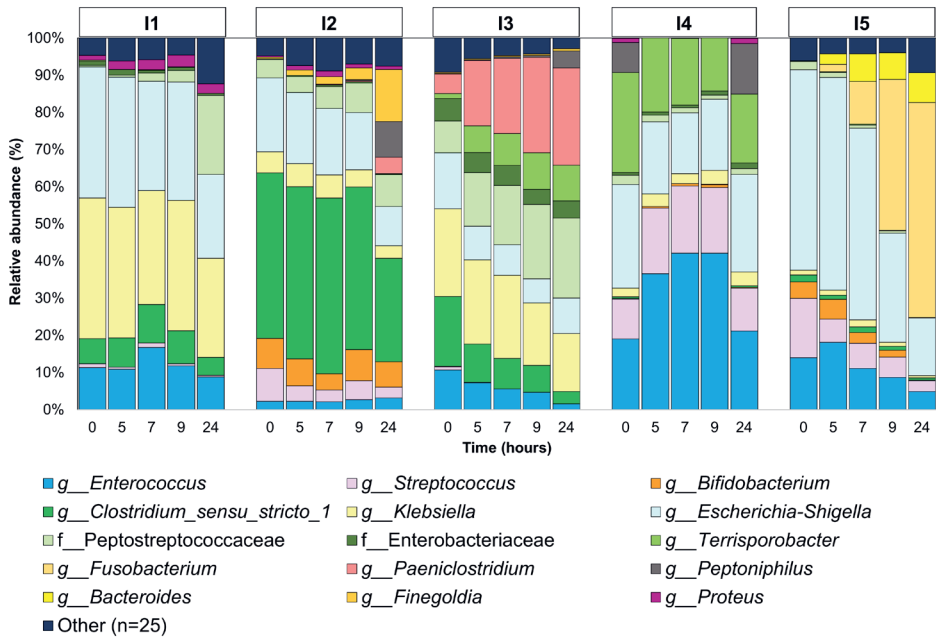 I1 I2 I3 I4 I5
100%
90%
80%
70%
60%
50%
40%
30%
20%
10%
0%
Relative abundance (%)
0 5 7 9 24 0 5 7 9 24 0 5 7 9 24 0 5 7 9 24 0 5 7 9 24
Time (hours)
g__Enterococcus g__Streptococcus g__Bifidobacterium
g__Clostridium_sensu_stricto_1 g__Klebsiella g__Escherichia-Shigella
f__Peptostreptococcaceae f__Enterobacteriaceae g__Terrisporobacter
g__Fusobacterium g__Paeniclostridium g__Peptoniphilus
g__Bacteroides g__Finegoldia g__Proteus
Other (n=25)